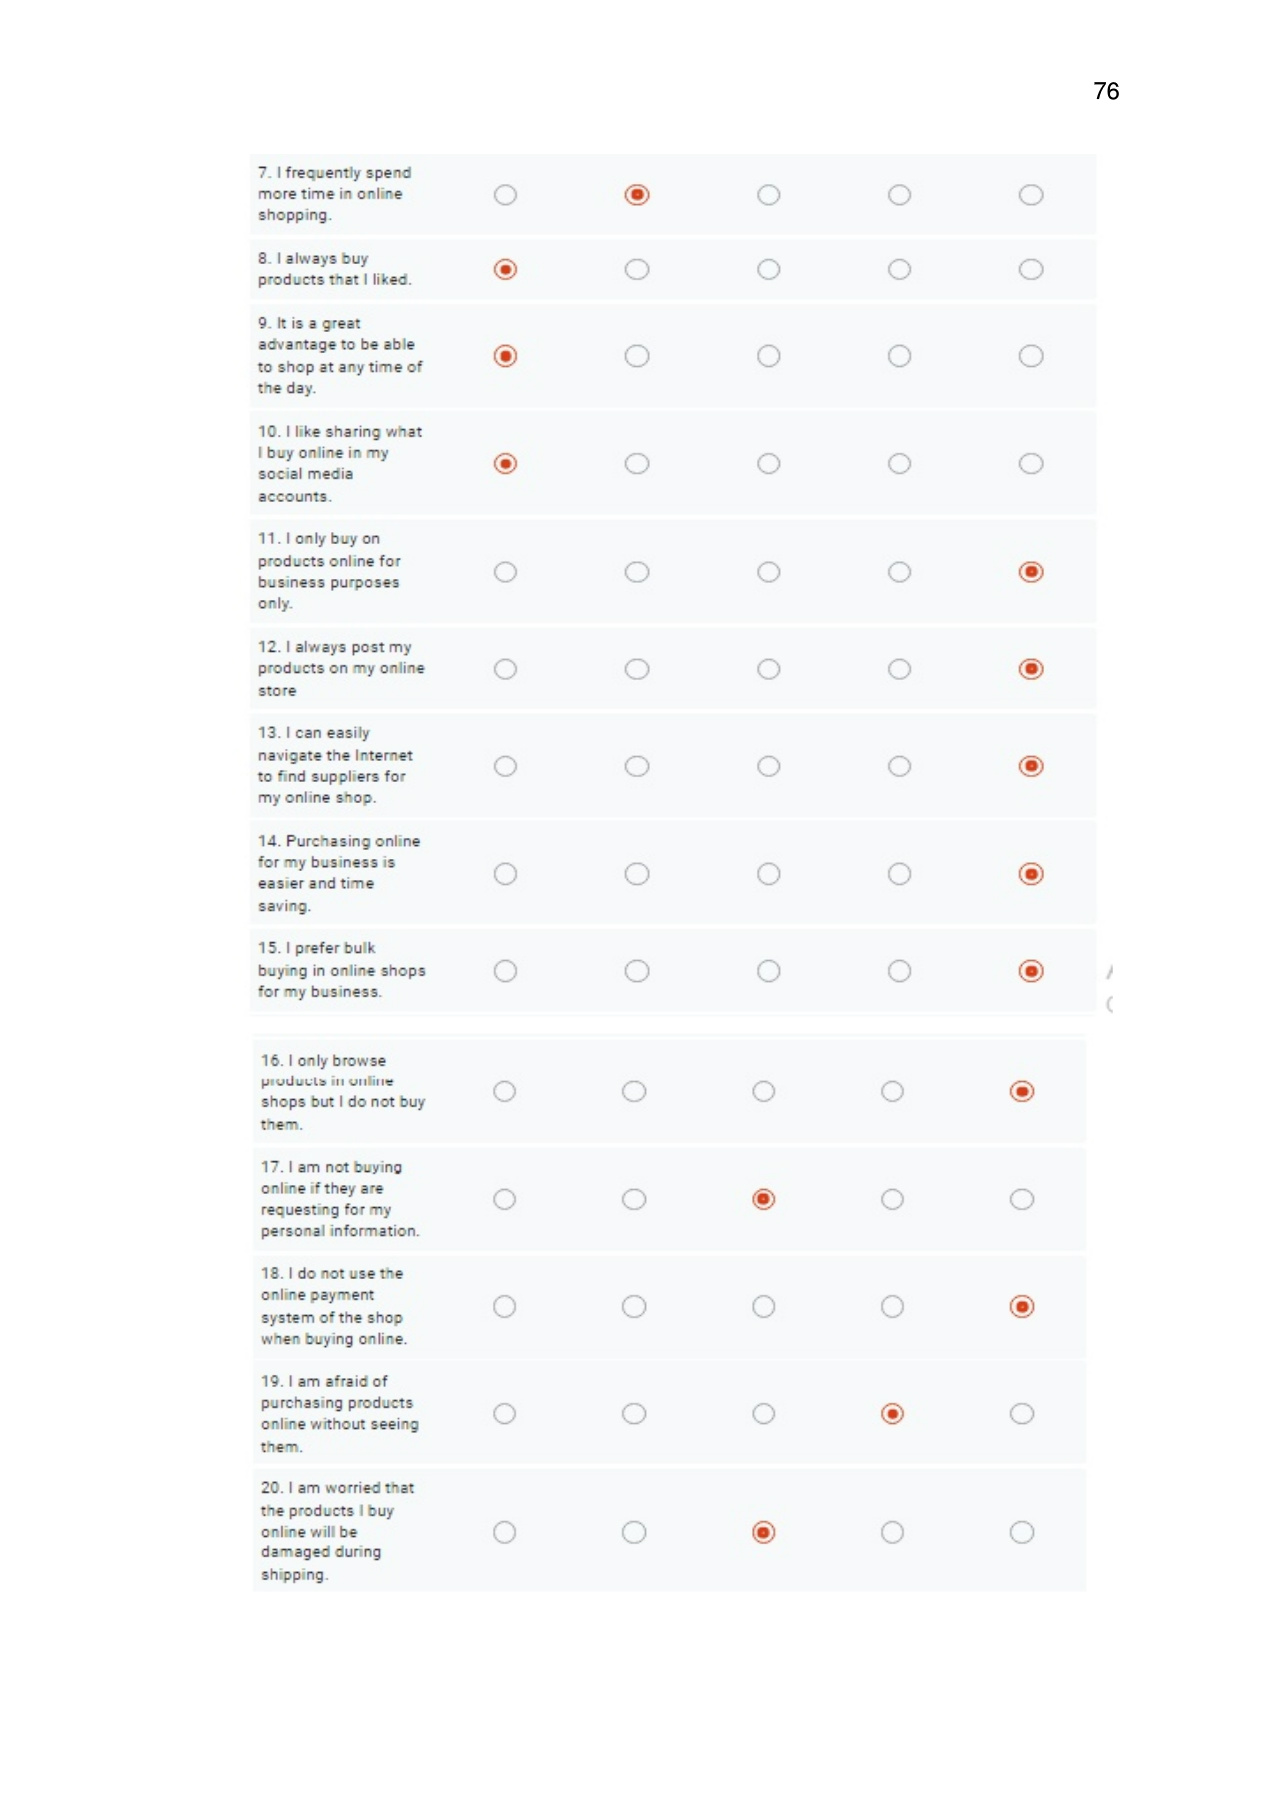 76
7. I frequently spend
more time in online
shopping.
8. I always buy
products that I liked.
9. It is a great
advantage to be able
to shop at any time of
the day.
10. I like sharing what
I buy online in my
social media
accounts.
11. I only buy on
products online for
business purposes
only.
12. I always post my
products on my online
store
13. I can easily
navigate the Internet
to find suppliers for
my online shop.
14. Purchasing online
for my business is
easier and time
saving.
15. I prefer bulk
buying in online shops
for my business.
16. I only browse
products in online
shops but I do not buy
them.
17. I am not buying
online if they are
requesting for my
personal information.
18. I do not use the
online payment
system of the shop
when buying online.
19. I am afraid of
purchasing products
online without seeing
them.
20. I am worried that
the products I buy
online will be
damaged during
shipping.